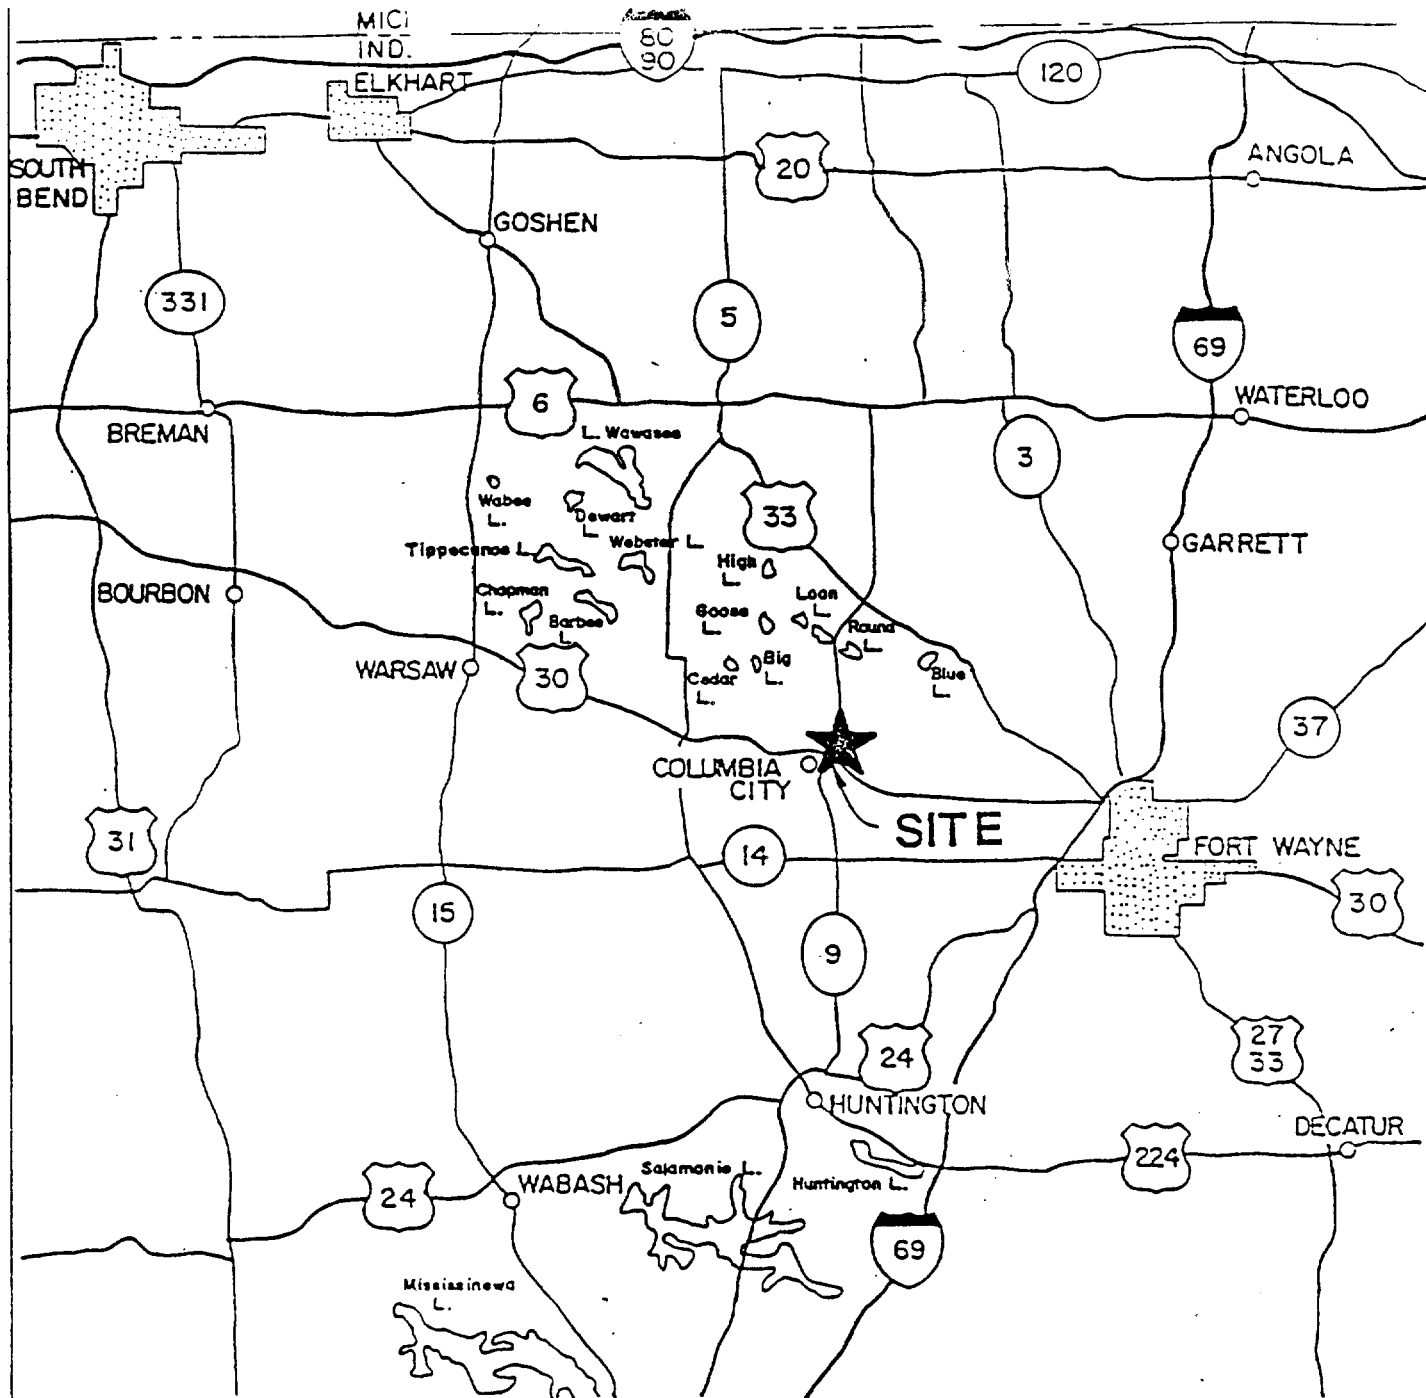 MICI
IND.
80
90
ELKHART
120
SOUTH
BEND
20
ANGOLA
GOSHEN
331
5
69
6
WATERLOO
BREMAN
L. Wawasee
3
Wabee
L.
Dewart
L.
33
Tippecanoe L.
Webster L.
GARRETT
High
L.
BOURBON
Chapman
L.
Barbee
L.
Goose
L.
Loon
L.
Round
L.
WARSAW
30
Cedar
L.
Big
L.
Blue
L.
37
COLUMBIA
CITY
SITE
31
14
FORT WAYNE
15
30
9
24
27
33
HUNTINGTON
DECATUR
24
WABASH
Salamonie L.
Huntington L.
224
69
Mississinewa
L.